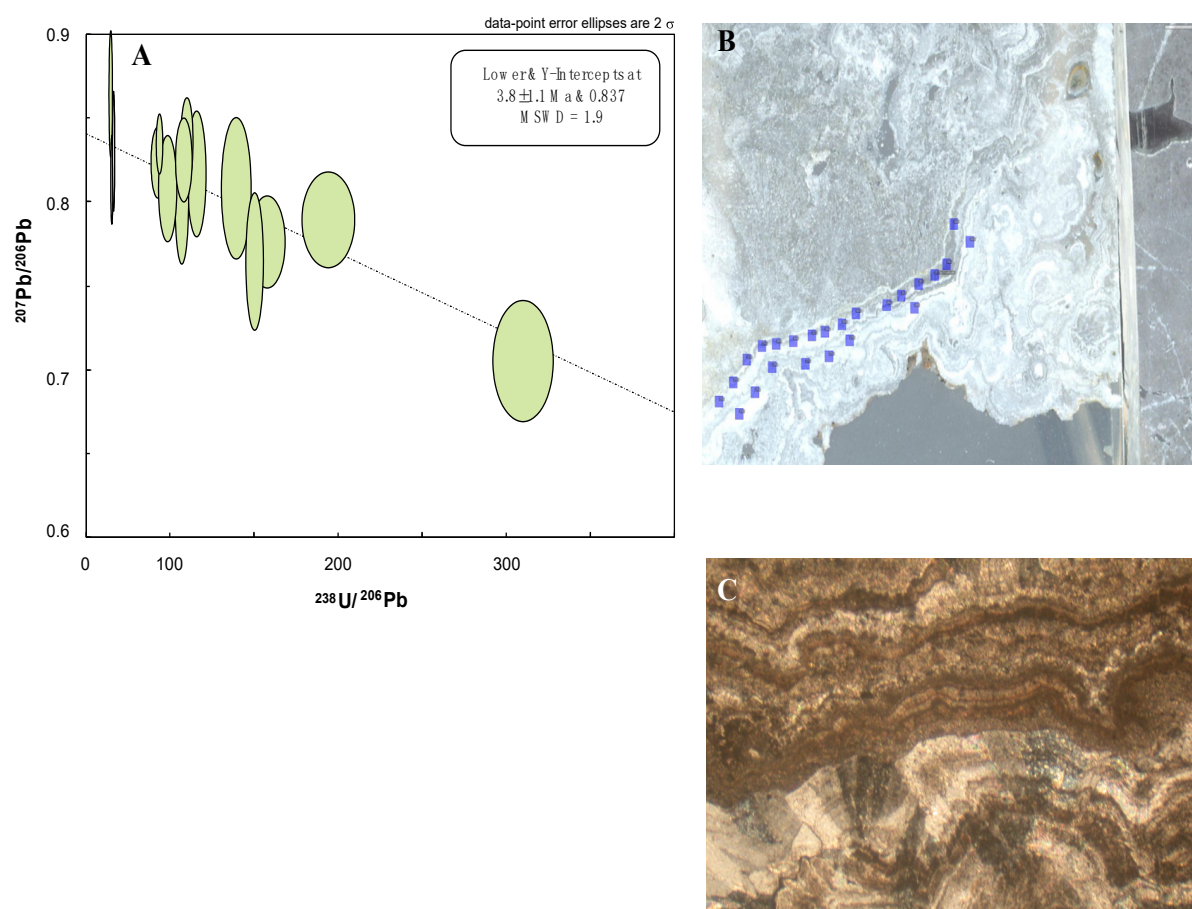 data-point error ellipses are 2 σ
A
Lower & Y-Intercepts at
3.8±1.1 Ma & 0.837
MSWD = 1.9
0.9
0.8
0.7
0.6
207Pb/206Pb
0
100
200
300
238U/ 206Pb
B
C